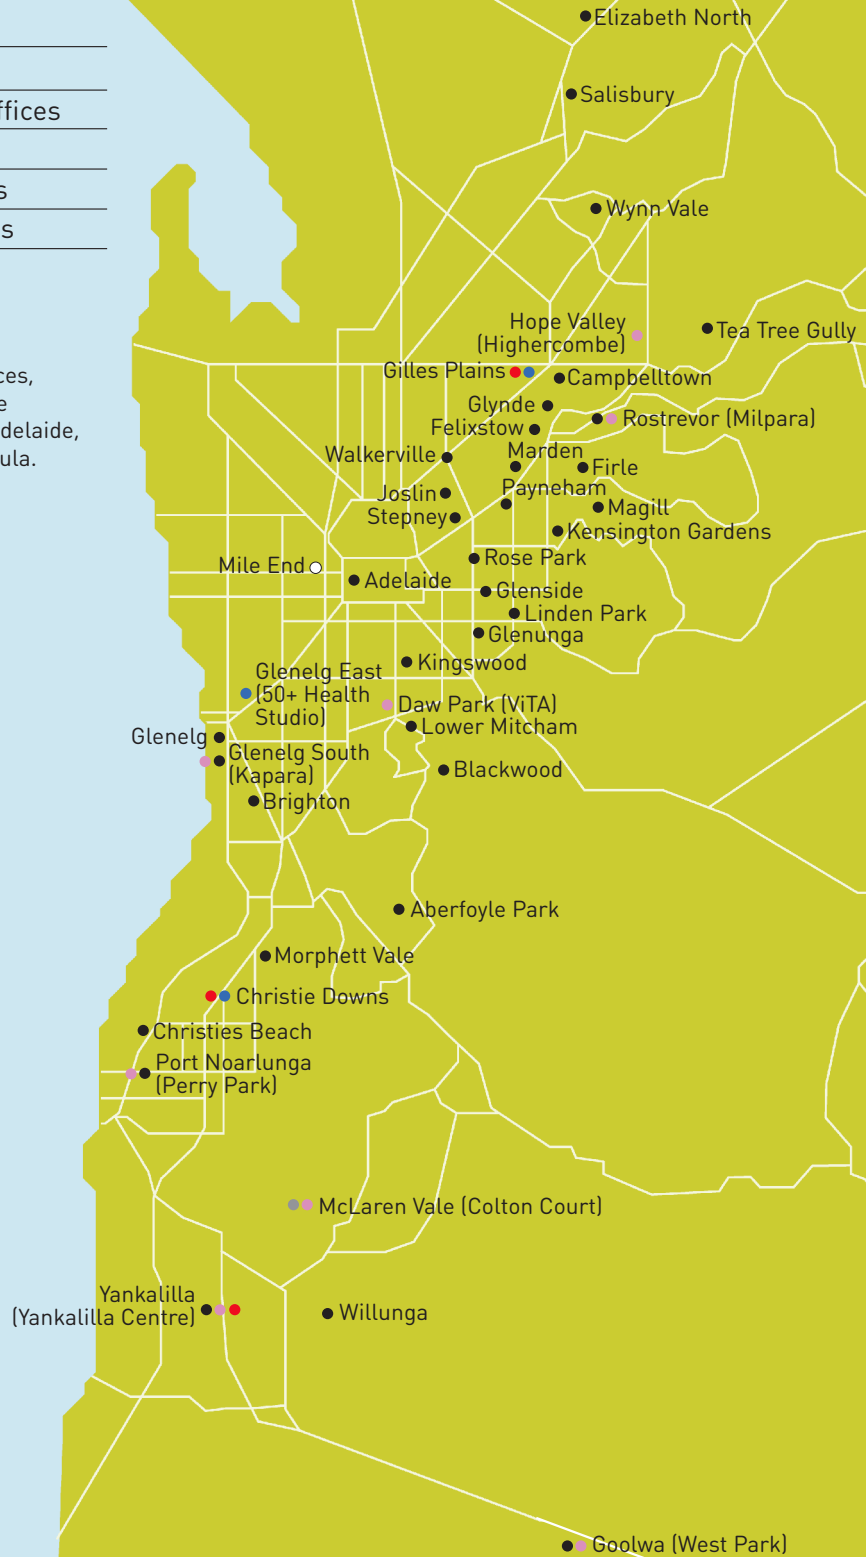 Elizabeth North
ffices
Salisbury
s
s
Wynn Vale
Hope Valley
(Highercombe)
Tea Tree Gully
ces,
Gilles Plains
Campbelltown
e
Glynde
Rostrevor (Milpara)
delaide,
Felixstow
ula.
Walkerville
Marden
Firle
Joslin
Payneham
Magill
Stepney
Kensington Gardens
Mile End
Rose Park
Adelaide
Glenside
Linden Park
Glenunga
Kingswood
Glenelg East
(50+ Health
Studio)
Daw Park (ViTA)
Lower Mitcham
Glenelg
Glenelg South
(Kapara)
Blackwood
Brighton
Aberfoyle Park
Morphett Vale
Christie Downs
Christies Beach
Port Noarlunga
(Perry Park)
McLaren Vale (Colton Court)
Yankalilla
(Yankalilla Centre)
Willunga
Goolwa (West Park)